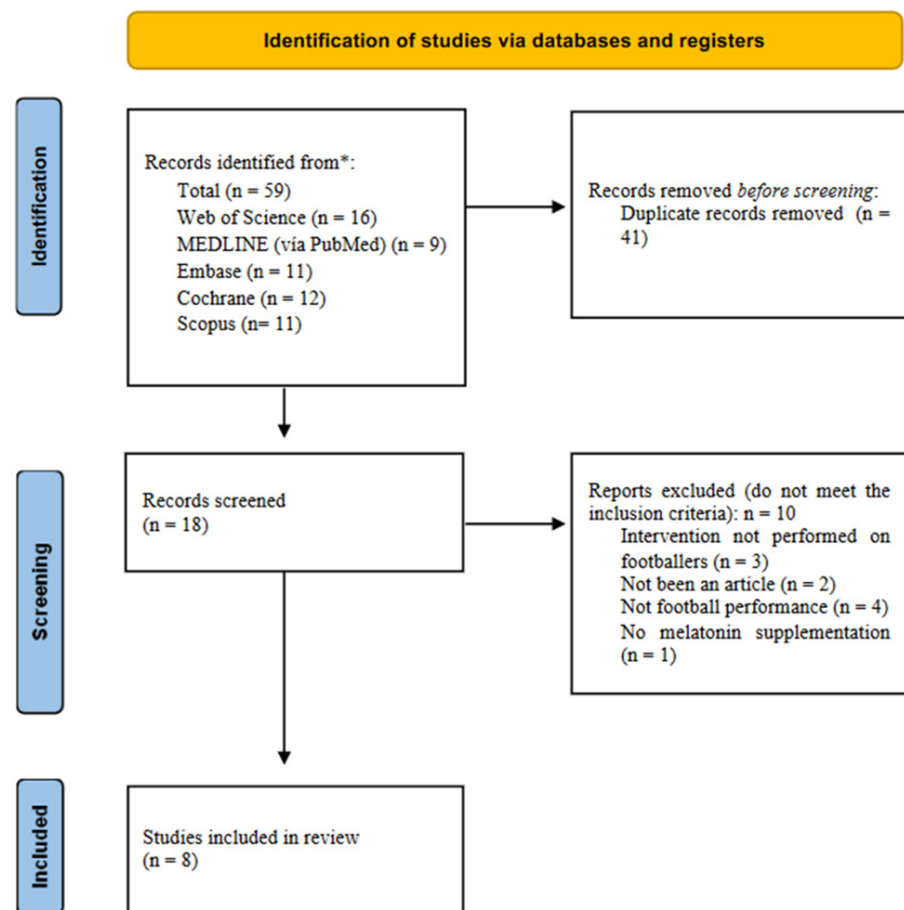 Identification of studies via databases and registers
Identification
Records identified from*:
Total (n = 59)
Web of Science (n = 16)
MEDLINE (vía PubMed) (n = 9)
Embase (n = 11)
Cochrane (n = 12)
Scopus (n= 11)
Records removed before screening:
Duplicate records removed (n =
41)
Screening
Records screened
(n = 18)
Reports excluded (do not meet the
inclusion criteria): n = 10
Intervention not performed on
footballers (n = 3)
Not been an article (n = 2)
Not football performance (n = 4)
No melatonin supplementation
(n = 1)
Included
Studies included in review
(n = 8)